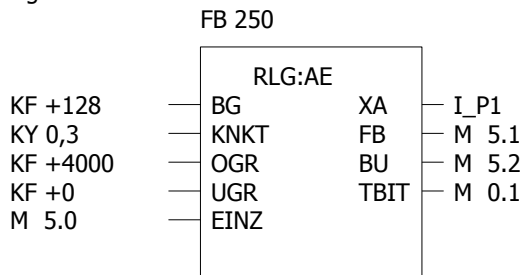 FB 250
RLG:AE
KF +128 BG XA I_P1
KY 0,3 KNKT FB M 5.1
KF +4000 OGR BU M 5.2
KF +0 UGR TBIT M 0.1
M 5.0 EINZ